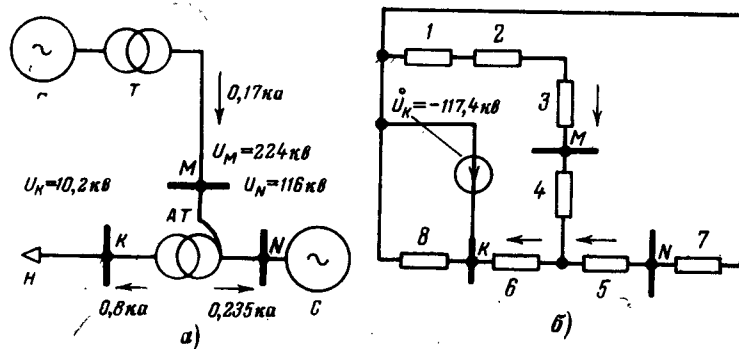 Г
Т
0,17ка
U_M=224кв
М
U_K=10,2кв
U_N=116кв
АТ
К
N
Н
С
0,8ка
0,235ка
а)
1
2
3
U̇_K=-117,4кв
М
4
8
К
6
5
N
7
б)